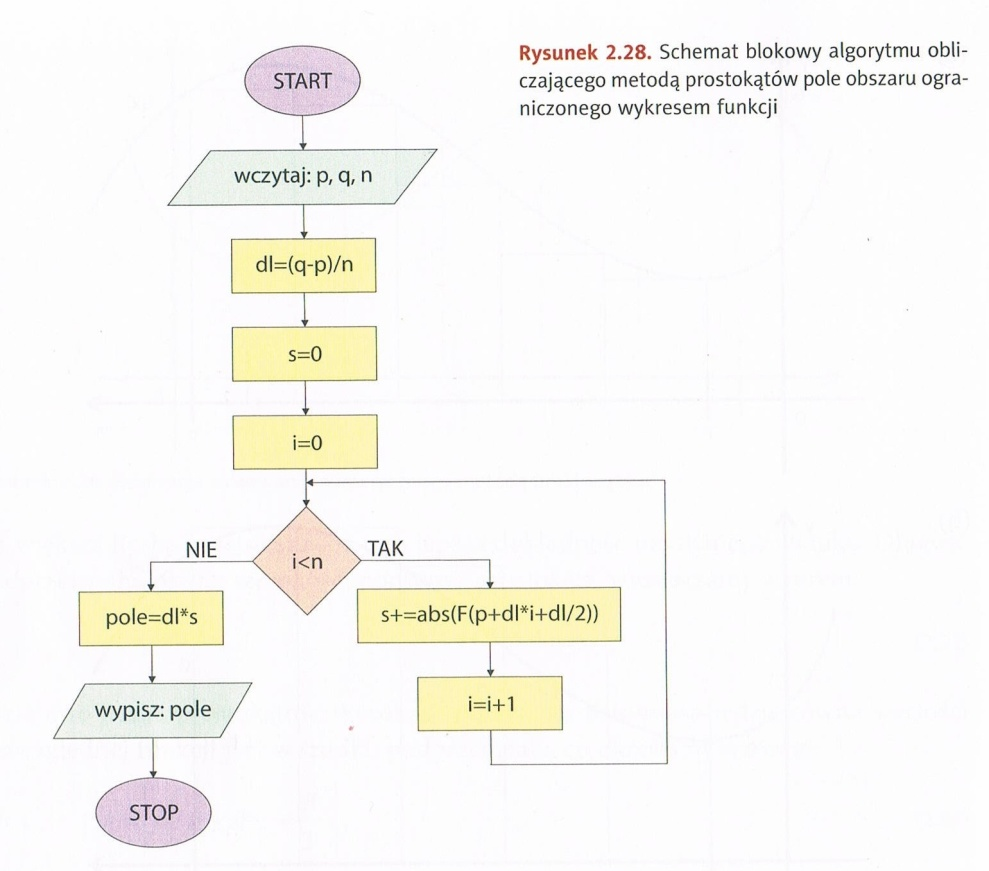 Rysunek 2.28. Schemat blokowy algorytmu obli-
czającego metodą prostokątów pole obszaru ogra-
niczonego wykresem funkcji
START
wczytaj: p, q, n
dl=(q-p)/n
s=0
i=0
i<n
NIE
TAK
pole=dl*s
s+=abs(F(p+dl*i+dl/2))
wypisz: pole
i=i+1
STOP